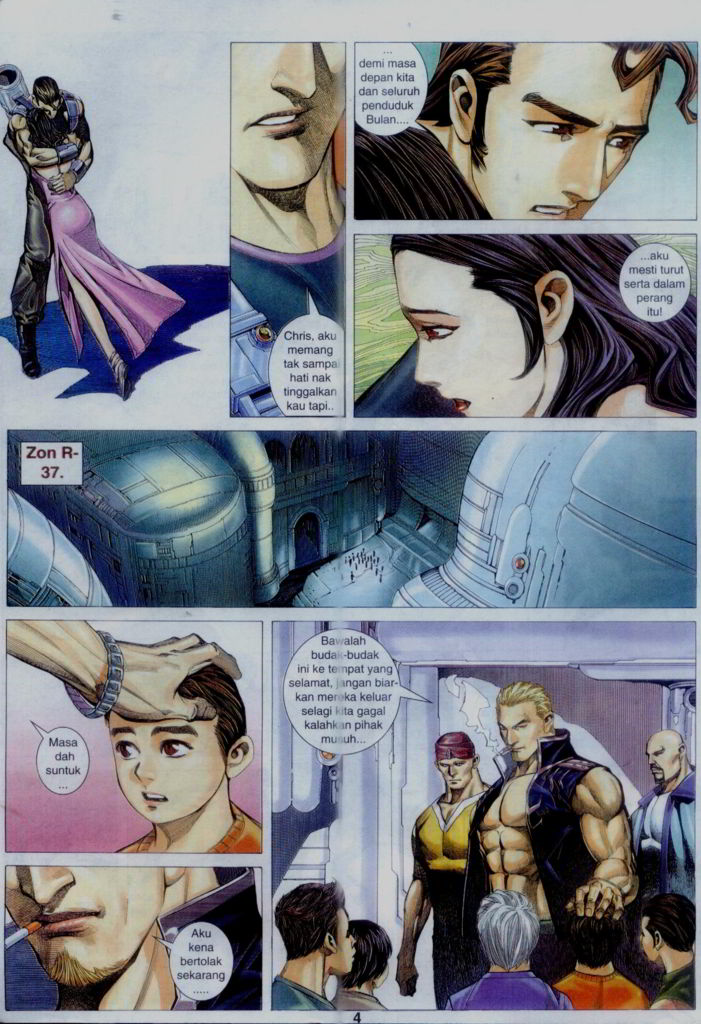 Chris, aku
memang
tak sampai
hati nak
tinggalkan
kau tapi..
...
demi masa
depan kita
dan seluruh
penduduk
Bulan....
...aku
mesti turut
serta dalam
perang
itu!
Zon R-
37.
Masa
dah
suntuk
...
Bawalah
budak-budak
ini ke tempat yang
selamat, jangan biar-
kan mereka keluar
selagi kita gagal
kalahkan pihak
musuh...
Aku
kena
bertolak
sekarang
.....
4